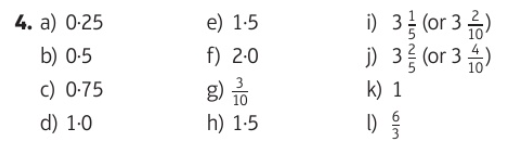 4. a) 0·25 e) 1·5 i) 3 1/5 (or 3 2/10)
b) 0·5 f) 2·0 j) 3 2/5 (or 3 4/10)
c) 0·75 g) 3/10 k) 1
d) 1·0 h) 1·5 l) 6/3